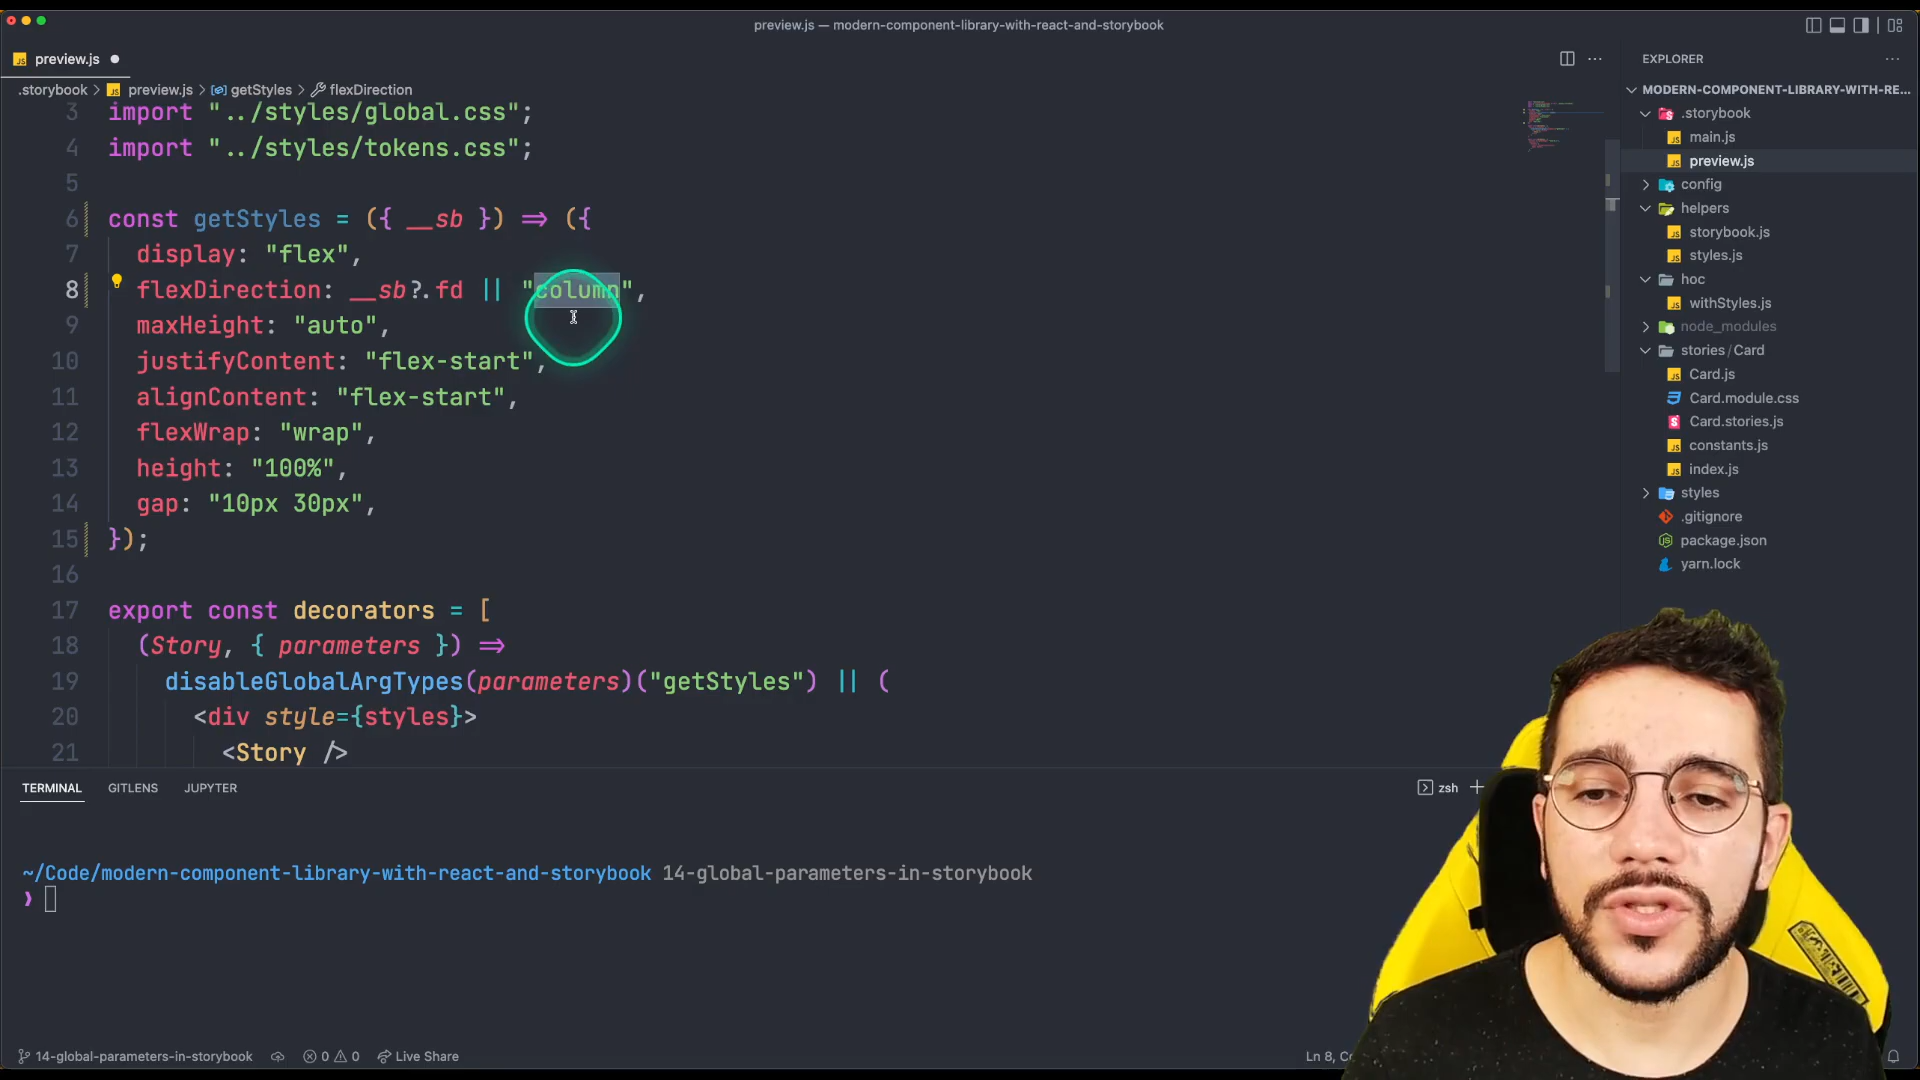 preview.js — modern-component-library-with-react-and-storybook
preview.js
.storybook > preview.js > getStyles > flexDirection
3 import "../styles/global.css";
4 import "../styles/tokens.css";
5
6 const getStyles = ({ __sb }) => ({
7 display: "flex",
8 flexDirection: __sb?.fd || "column",
9 maxHeight: "auto",
10 justifyContent: "flex-start",
11 alignContent: "flex-start",
12 flexWrap: "wrap",
13 height: "100%",
14 gap: "10px 30px",
15 });
16
17 export const decorators = [
18 (Story, { parameters }) =>
19 disableGlobalArgTypes(parameters)("getStyles") || (
20 <div style={styles}>
21 <Story />
EXPLORER
MODERN-COMPONENT-LIBRARY-WITH-RE...
.storybook
main.js
preview.js
config
helpers
storybook.js
styles.js
hoc
withStyles.js
node_modules
stories/Card
Card.js
Card.module.css
Card.stories.js
constants.js
index.js
styles
.gitignore
package.json
yarn.lock
TERMINAL GITLENS JUPYTER
zsh
~/Code/modern-component-library-with-react-and-storybook 14-global-parameters-in-storybook
❯
14-global-parameters-in-storybook 0 0 Live Share
Ln 8,